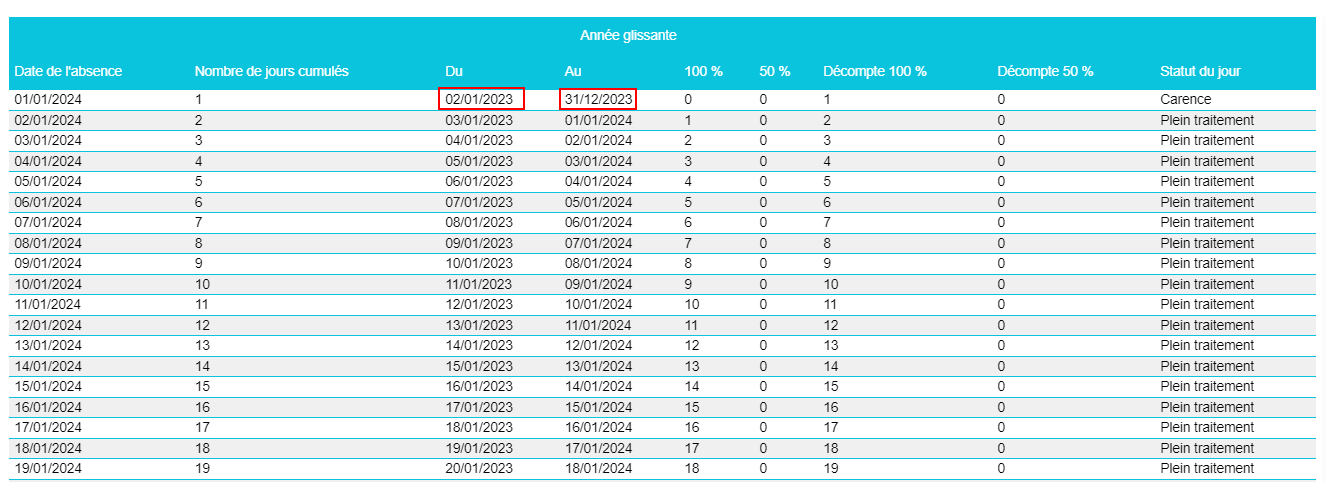 Année glissante
Date de l'absence Nombre de jours cumulés Du Au 100 % 50 % Décompte 100 % Décompte 50 % Statut du jour
01/01/2024 1 02/01/2023 31/12/2023 0 0 1 0 Carence
02/01/2024 2 03/01/2023 01/01/2024 1 0 2 0 Plein traitement
03/01/2024 3 04/01/2023 02/01/2024 2 0 3 0 Plein traitement
04/01/2024 4 05/01/2023 03/01/2024 3 0 4 0 Plein traitement
05/01/2024 5 06/01/2023 04/01/2024 4 0 5 0 Plein traitement
06/01/2024 6 07/01/2023 05/01/2024 5 0 6 0 Plein traitement
07/01/2024 7 08/01/2023 06/01/2024 6 0 7 0 Plein traitement
08/01/2024 8 09/01/2023 07/01/2024 7 0 8 0 Plein traitement
09/01/2024 9 10/01/2023 08/01/2024 8 0 9 0 Plein traitement
10/01/2024 10 11/01/2023 09/01/2024 9 0 10 0 Plein traitement
11/01/2024 11 12/01/2023 10/01/2024 10 0 11 0 Plein traitement
12/01/2024 12 13/01/2023 11/01/2024 11 0 12 0 Plein traitement
13/01/2024 13 14/01/2023 12/01/2024 12 0 13 0 Plein traitement
14/01/2024 14 15/01/2023 13/01/2024 13 0 14 0 Plein traitement
15/01/2024 15 16/01/2023 14/01/2024 14 0 15 0 Plein traitement
16/01/2024 16 17/01/2023 15/01/2024 15 0 16 0 Plein traitement
17/01/2024 17 18/01/2023 16/01/2024 16 0 17 0 Plein traitement
18/01/2024 18 19/01/2023 17/01/2024 17 0 18 0 Plein traitement
19/01/2024 19 20/01/2023 18/01/2024 18 0 19 0 Plein traitement